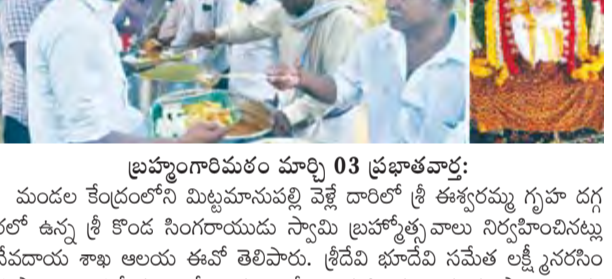 బ్రహ్మంగారిమఠం మార్చి 03 ప్రభాతవార్త:
మండల కేంద్రంలోని మిట్టమానుపల్లి వెళ్లే దారిలో శ్రీ ఈశ్వరమ్మ గృహ దగ్గ
రలో ఉన్న శ్రీ కొండ సింగరాయుడు స్వామి బ్రహ్మోత్సవాలు నిర్వహించినట్లు
దేవదాయ శాఖ ఆలయ ఈవో తెలిపారు. శ్రీదేవి భూదేవి సమేత లక్ష్మీనరసిం